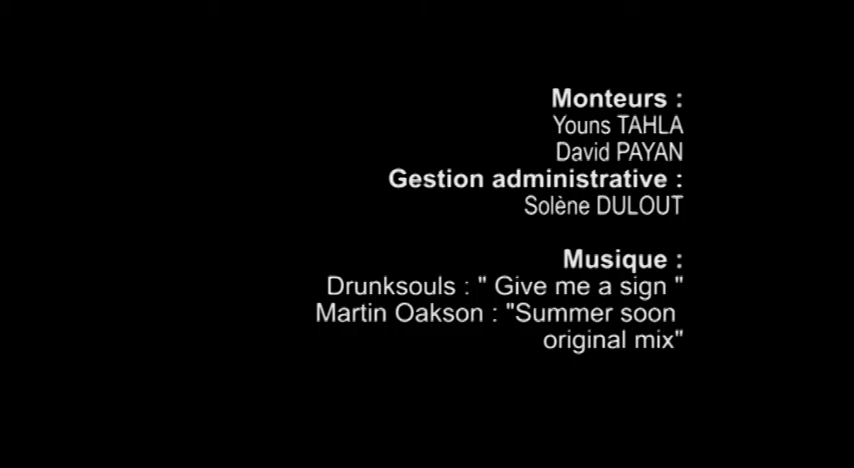 Monteurs :
Youns TAHLA
David PAYAN
Gestion administrative :
Solène DULOUT
Musique :
Drunksouls : " Give me a sign "
Martin Oakson : "Summer soon
original mix"